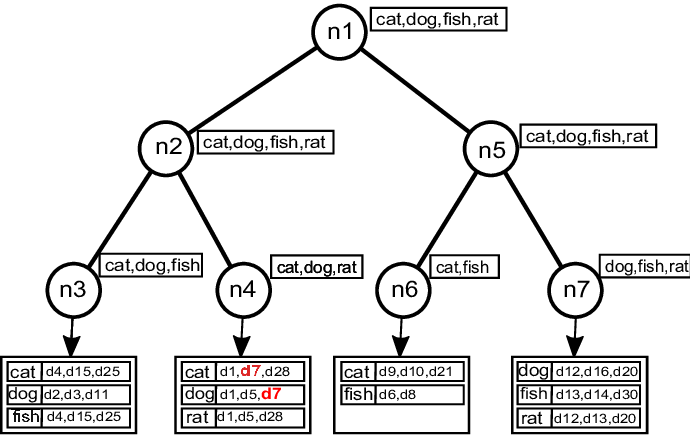 n1
cat,dog,fish,rat
n2
cat,dog,fish,rat
n5
cat,dog,fish,rat
n3
cat,dog,fish
n4
cat,dog,rat
n6
cat,fish
n7
dog,fish,rat
cat d4,d15,d25
dog d2,d3,d11
fish d4,d15,d25
cat d1,d7,d28
dog d1,d5,d7
rat d1,d5,d28
cat d9,d10,d21
fish d6,d8
dog d12,d16,d20
fish d13,d14,d30
rat d12,d13,d20